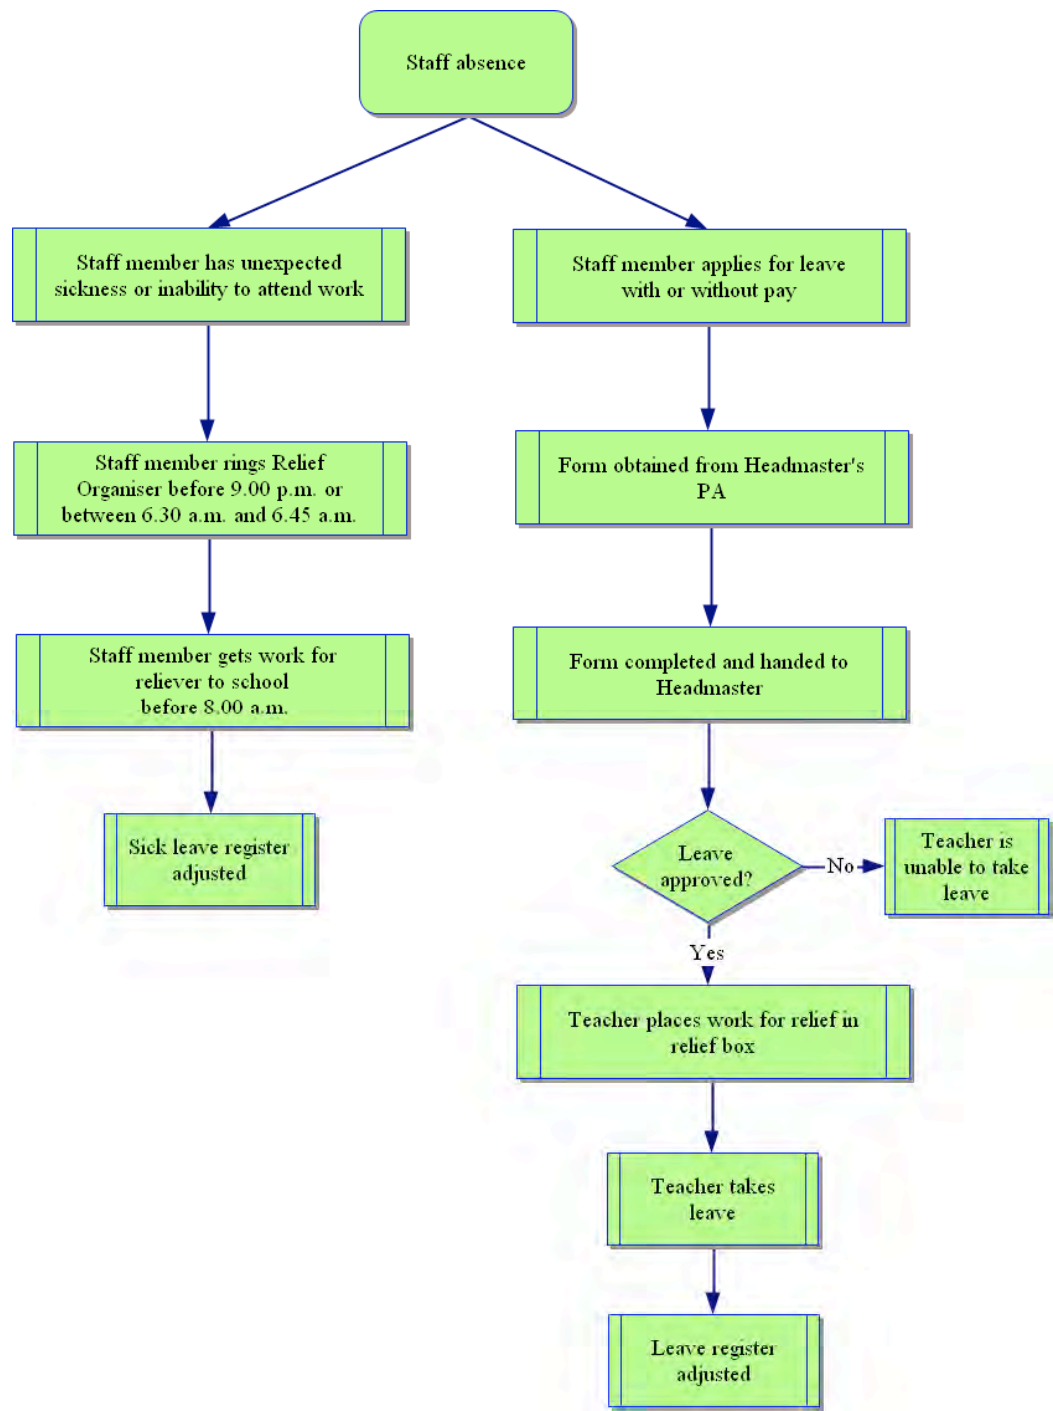 Staff absence
Staff member has unexpected
sickness or inability to attend work
Staff member applies for leave
with or without pay
Staff member rings Relief
Organiser before 9.00 p.m. or
between 6.30 a.m. and 6.45 a.m.
Form obtained from Headmaster's
PA
Staff member gets work for
reliever to school
before 8.00 a.m.
Form completed and handed to
Headmaster
Sick leave register
adjusted
Leave
approved?
No
Teacher is
unable to take
leave
Yes
Teacher places work for relief in
relief box
Teacher takes
leave
Leave register
adjusted